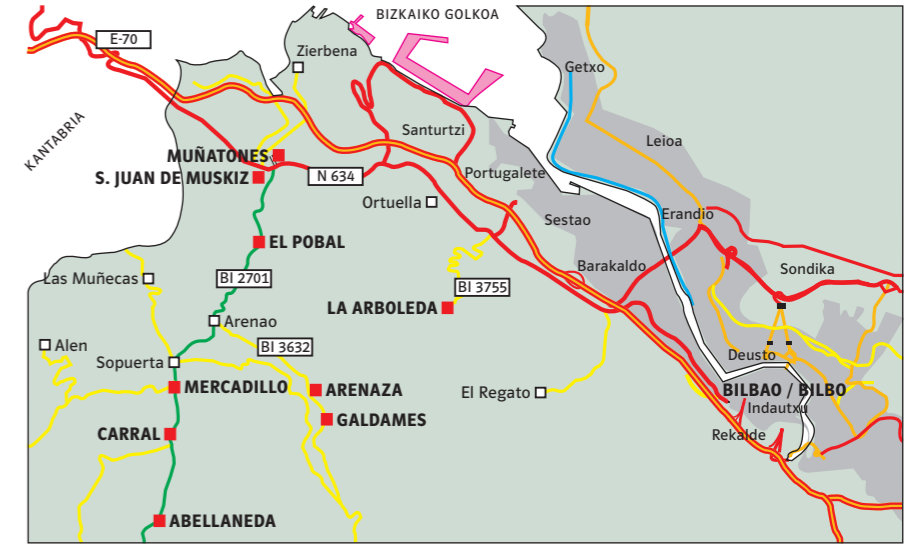 BIZKAIKO GOLKOA
E-70
Zierbena
Getxo
KANTABRIA
Santurtzi
Leioa
MUÑATONES
S. JUAN DE MUSKIZ
N 634
Portugalete
Ortuella
Sestao
Erandio
EL POBAL
Barakaldo
Sondika
Las Muñecas
BI 2701
BI 3755
LA ARBOLEDA
Arenao
Alen
BI 3632
Sopuerta
Deusto
MERCADILLO
ARENAZA
El Regato
BILBAO / BILBO
Indautxu
GALDAMES
CARRAL
Rekalde
ABELLANEDA